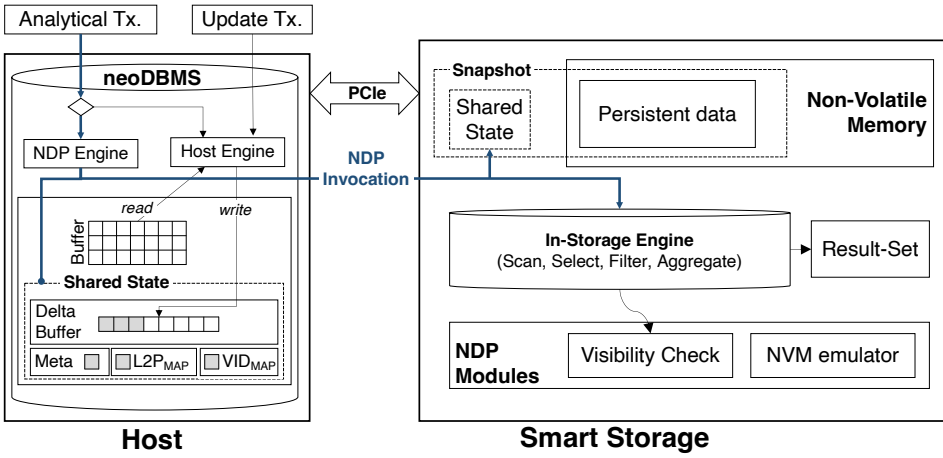 Analytical Tx.
Update Tx.
neoDBMS
NDP Engine
Host Engine
read
write
Buffer
Shared State
Delta
Buffer
Meta
L2PMAP
VIDMAP
Host
PCIe
NDP
Invocation
Snapshot
Shared
State
Persistent data
Non-Volatile
Memory
In-Storage Engine
(Scan, Select, Filter, Aggregate)
Result-Set
NDP
Modules
Visibility Check
NVM emulator
Smart Storage